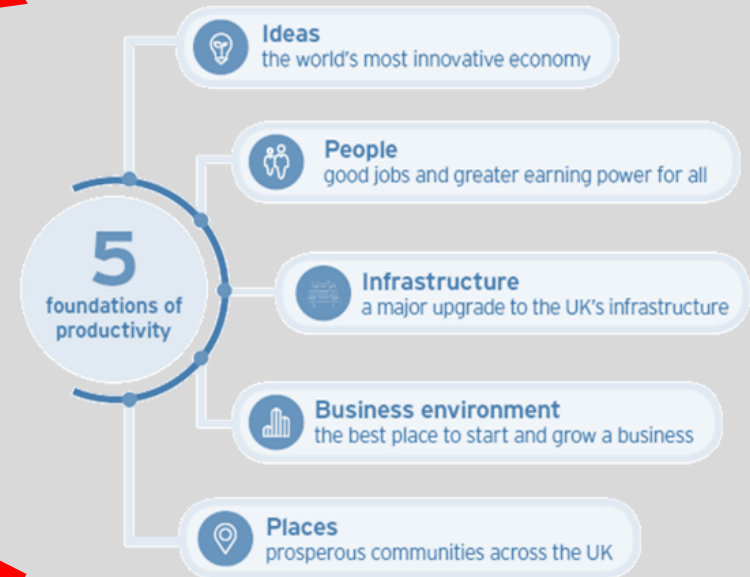 Ideas
the world's most innovative economy
People
good jobs and greater earning power for all
5
foundations of
productivity
Infrastructure
a major upgrade to the UK's infrastructure
Business environment
the best place to start and grow a business
Places
prosperous communities across the UK